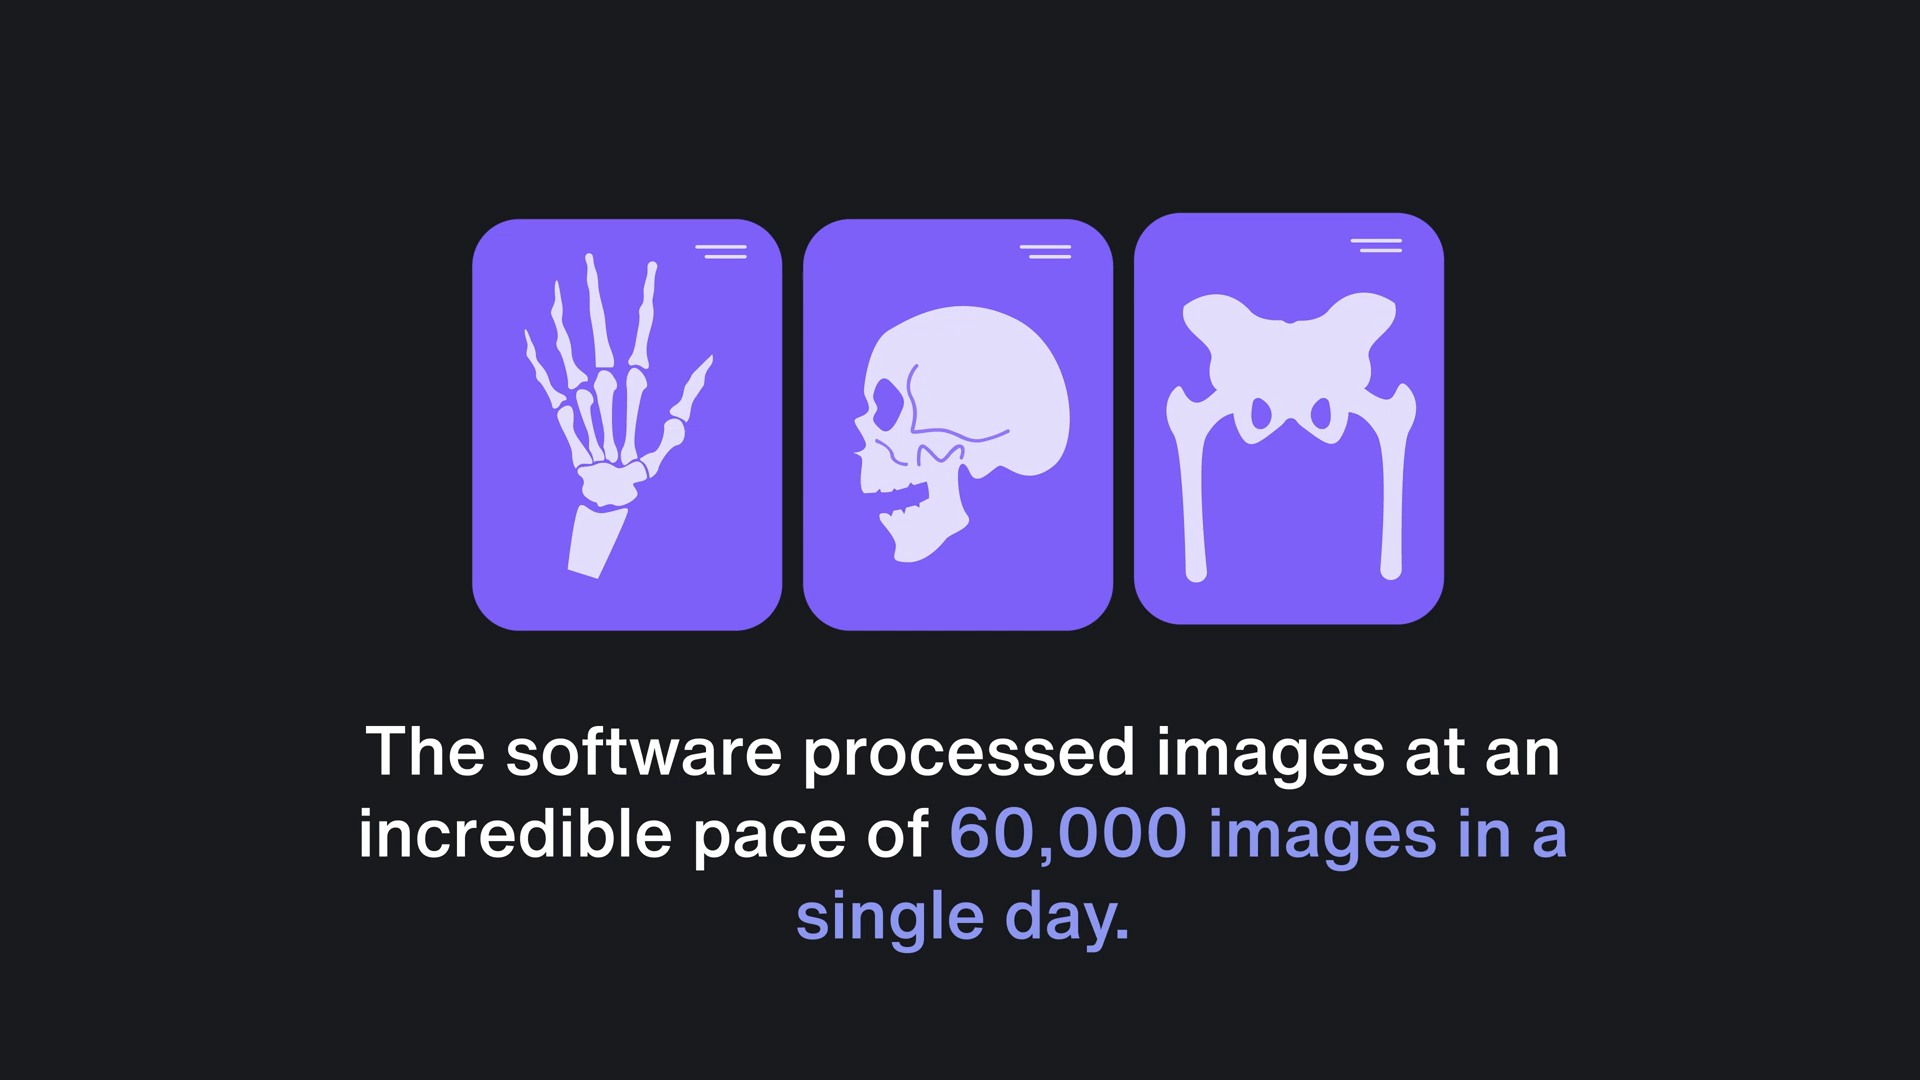 The software processed images at an
incredible pace of 60,000 images in a
single day.